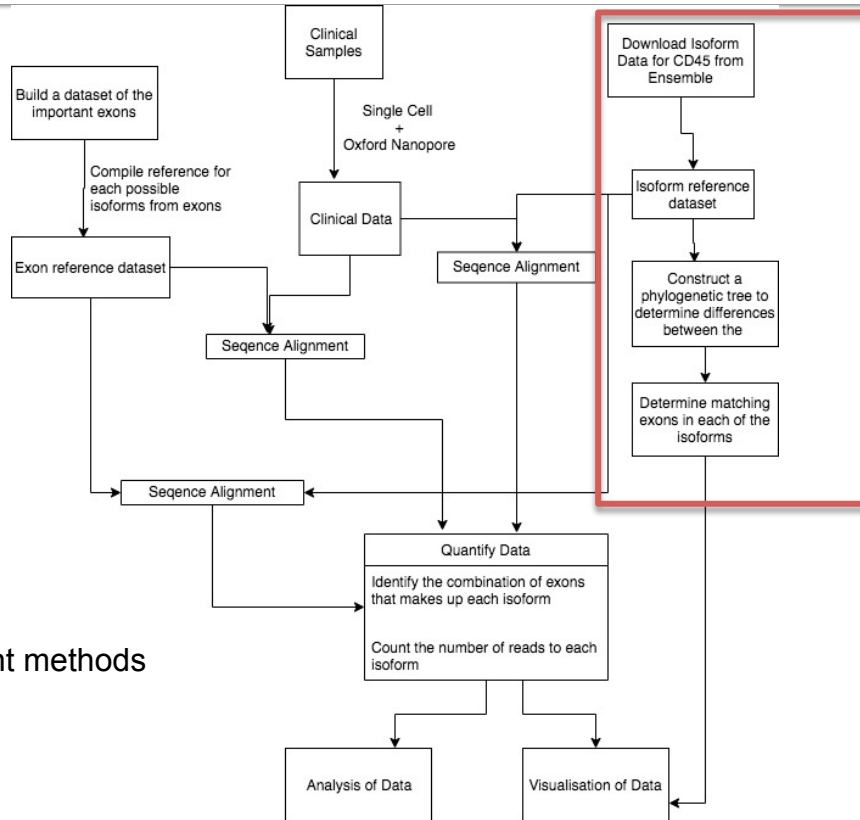 Clinical
Samples
Download Isoform
Data for CD45 from
Ensemble
Build a dataset of the
important exons
Single Cell
+
Oxford Nanopore
Compile reference for
each possible
isoforms from exons
Isoform reference
dataset
Clinical Data
Exon reference dataset
Seqence Alignment
Construct a
phylogenetic tree to
determine differences
between the
Seqence Alignment
Determine matching
exons in each of the
isoforms
Seqence Alignment
Quantify Data
Identify the combination of exons
that makes up each isoform
Count the number of reads to each
isoform
nt methods
Analysis of Data
Visualisation of Data